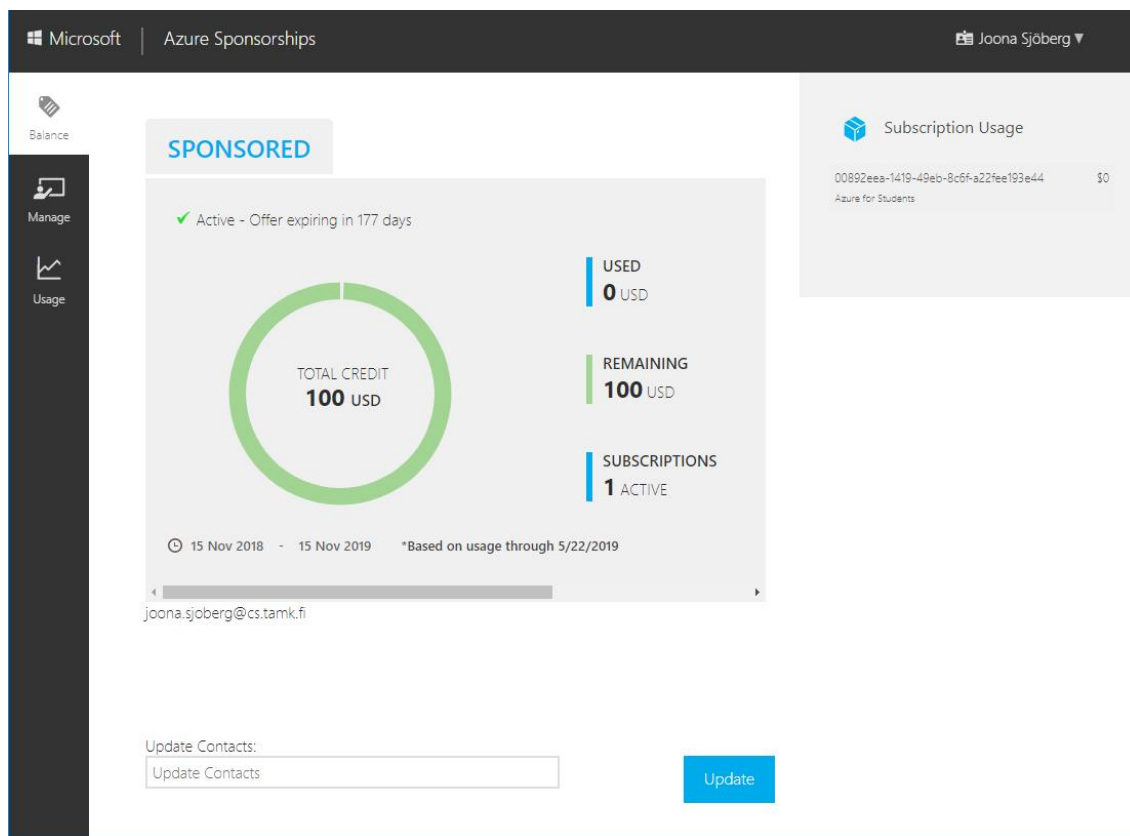 Microsoft | Azure Sponsorships
Joona Sjöberg ▼
Balance
Manage
Usage
SPONSORED
✓ Active - Offer expiring in 177 days
TOTAL CREDIT
100 USD
USED
0 USD
REMAINING
100 USD
SUBSCRIPTIONS
1 ACTIVE
15 Nov 2018 - 15 Nov 2019 *Based on usage through 5/22/2019
joona.sjoberg@cs.tamk.fi
Update Contacts:
Update Contacts
Update
Subscription Usage
00892eea-1419-49eb-8c6f-a22fee193e44 $0
Azure for Students